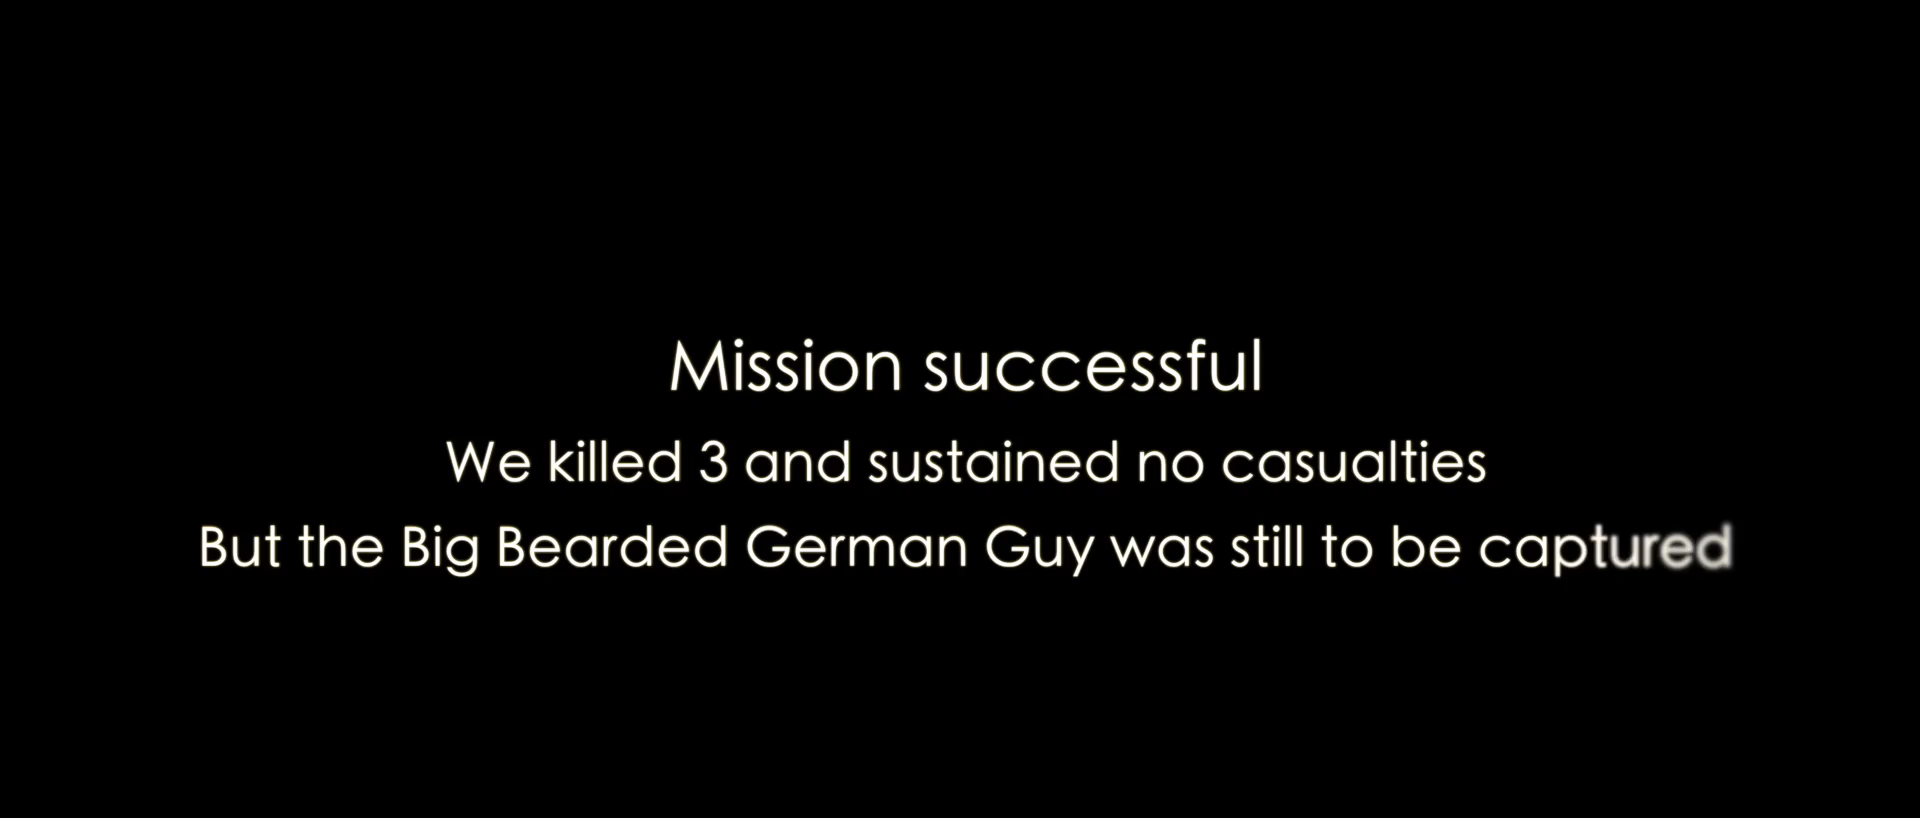 Mission successful
We killed 3 and sustained no casualties
But the Big Bearded German Guy was still to be captured